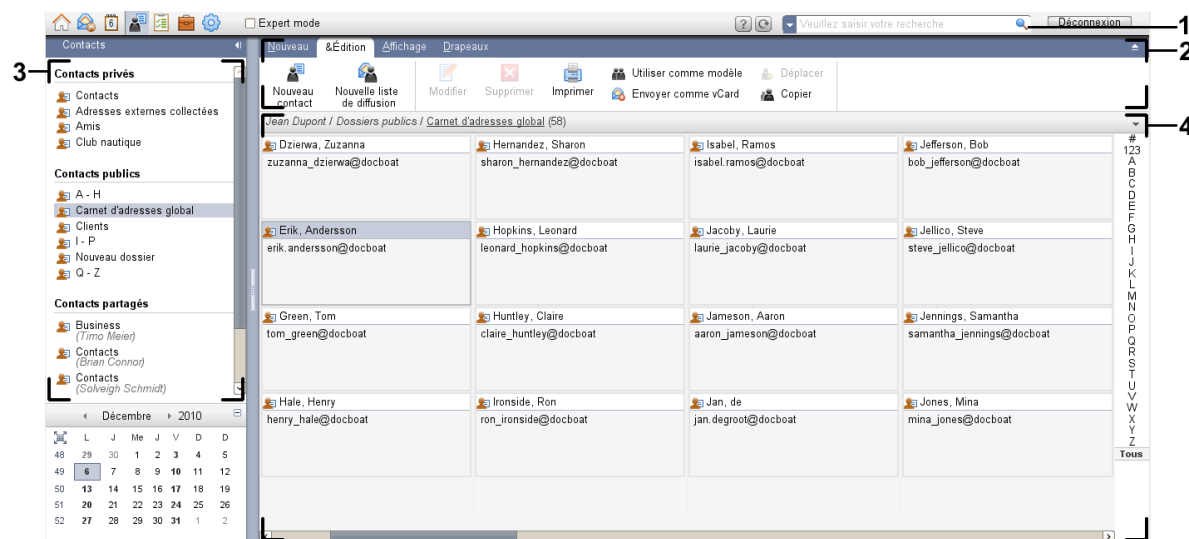 6 Expert mode ? Veuillez saisir votre recherche Déconnexion 1
Contacts
Nouveau &Édition Affichage Drapeaux 2
3
Contacts privés
Contacts
Adresses externes collectées
Amis
Club nautique
Contacts publics
A - H
Carnet d'adresses global
Clients
I - P
Nouveau dossier
Q - Z
Contacts partagés
Business
(Timo Meier)
Contacts
(Brian Connor)
Contacts
(Solveigh Schmidt)
Nouveau contact
Nouvelle liste de diffusion
Modifier
Supprimer
Imprimer
Utiliser comme modèle
Envoyer comme vCard
Déplacer
Copier
Jean Dupont / Dossiers publics / Carnet d'adresses global (58) 4
Dzierwa, Zuzanna
zuzanna_dzierwa@docboat
Hernandez, Sharon
sharon_hernandez@docboat
Isabel, Ramos
isabel.ramos@docboat
Jefferson, Bob
bob_jefferson@docboat
Erik, Andersson
erik.andersson@docboat
Hopkins, Leonard
leonard_hopkins@docboat
Jacoby, Laurie
laurie_jacoby@docboat
Jellico, Steve
steve_jellico@docboat
Green, Tom
tom_green@docboat
Huntley, Claire
claire_huntley@docboat
Jameson, Aaron
aaron_jameson@docboat
Jennings, Samantha
samantha_jennings@docboat
Hale, Henry
henry_hale@docboat
Ironside, Ron
ron_ironside@docboat
Jan, de
jan.degroot@docboat
Jones, Mina
mina_jones@docboat
#
123
A
B
C
D
E
F
G
H
I
J
K
L
M
N
O
P
Q
R
S
T
U
V
W
X
Y
Z
Tous
Décembre 2010
L J Me J V D D
48 29 30 1 2 3 4 5
49 6 7 8 9 10 11 12
50 13 14 15 16 17 18 19
51 20 21 22 23 24 25 26
52 27 28 29 30 31 1 2